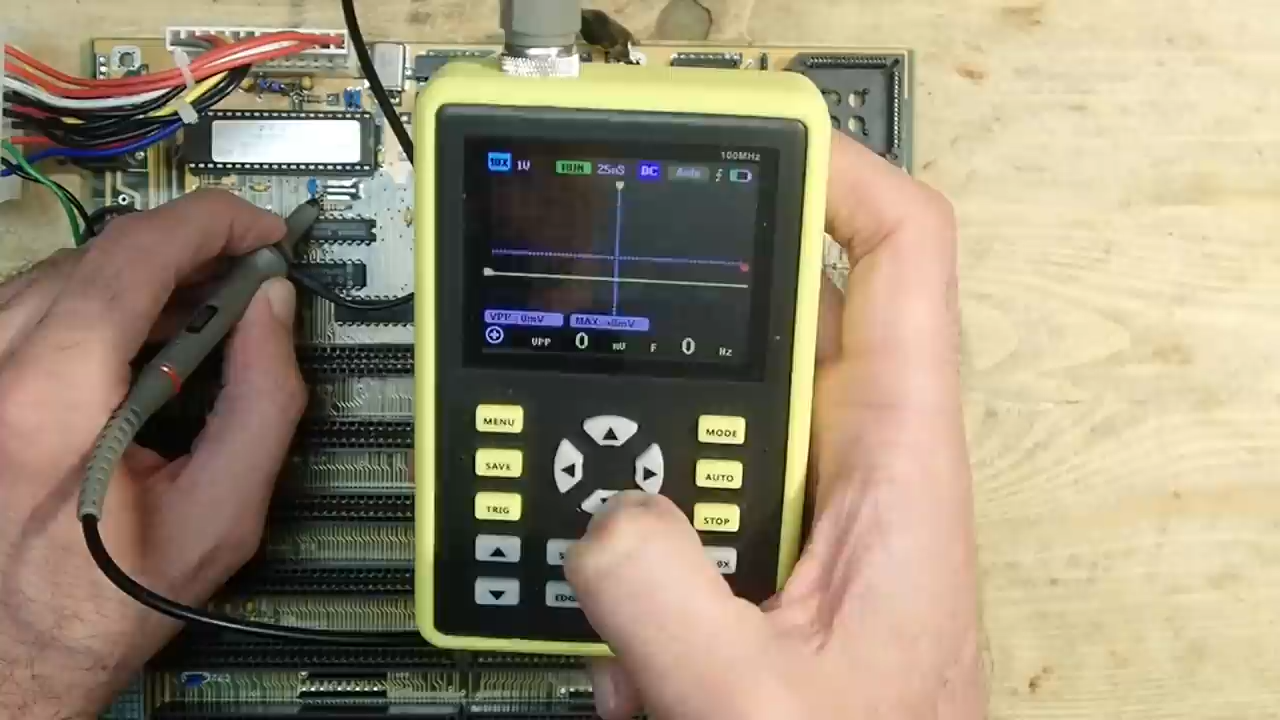 100MHz
10X 1V RUN 25nS DC Auto
VPP: 0mV MAX:
VPP 0 mV F 0 Hz
MENU
MODE
SAVE
AUTO
TRIG
STOP